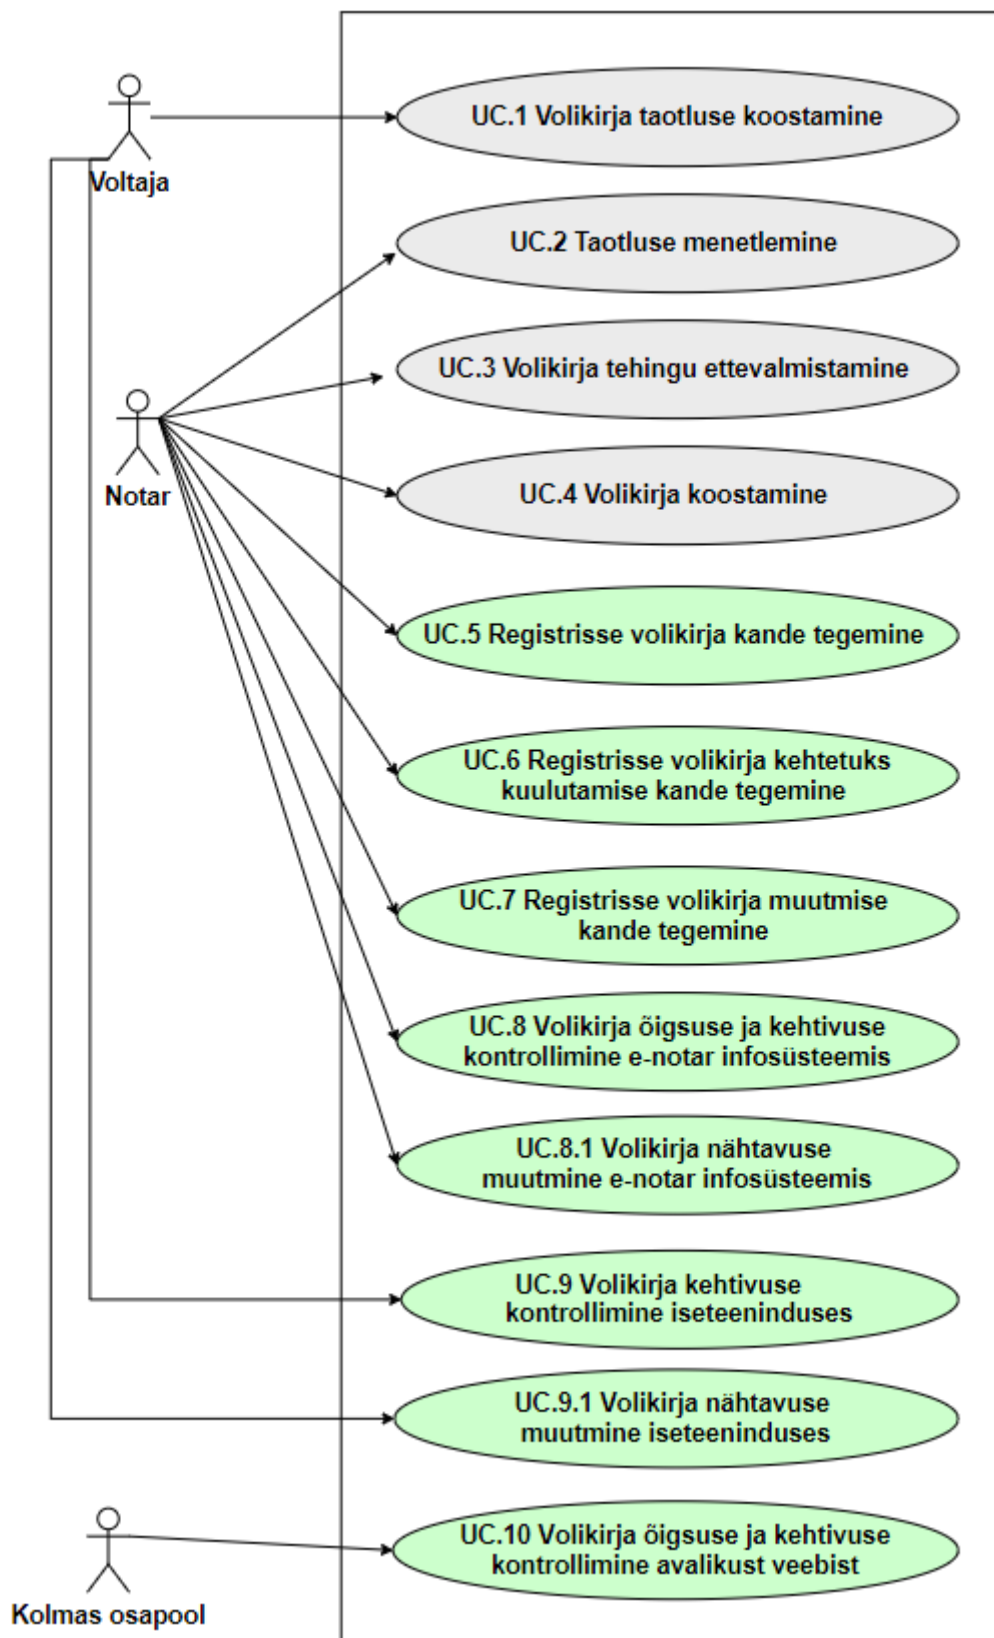 UC.1 Volikirja taotluse koostamine
Voltaja
UC.2 Taotluse menetlemine
UC.3 Volikirja tehingu ettevalmistamine
Notar
UC.4 Volikirja koostamine
UC.5 Registrisse volikirja kande tegemine
UC.6 Registrisse volikirja kehtetuks
kuulutamise kande tegemine
UC.7 Registrisse volikirja muutmise
kande tegemine
UC.8 Volikirja õigsuse ja kehtivuse
kontrollimine e-notar infosüsteemis
UC.8.1 Volikirja nähtavuse
muutmine e-notar infosüsteemis
UC.9 Volikirja kehtivuse
kontrollimine iseteeninduses
UC.9.1 Volikirja nähtavuse
muutmine iseteeninduses
UC.10 Volikirja õigsuse ja kehtivuse
kontrollimine avalikust veebist
Kolmas osapool